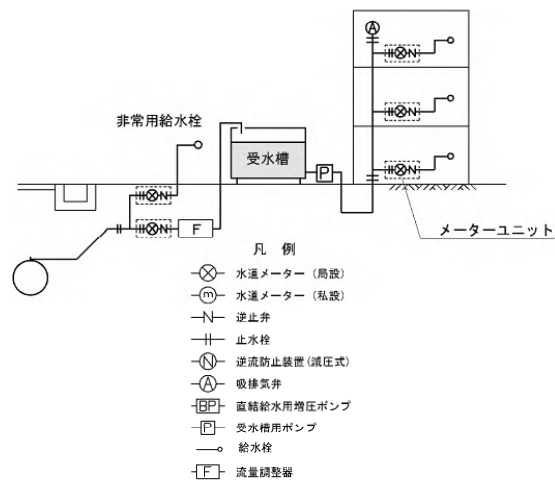 A
非常用給水栓
受水槽
P
F
メーターユニット
N
N
N
N
N
凡 例
水道メーター（局設）
m 水道メーター（私設）
N 逆止弁
止水栓
N 逆流防止装置(減圧式)
A 吸排気弁
BP 直結給水用増圧ポンプ
P 受水槽用ポンプ
給水栓
F 流量調整器